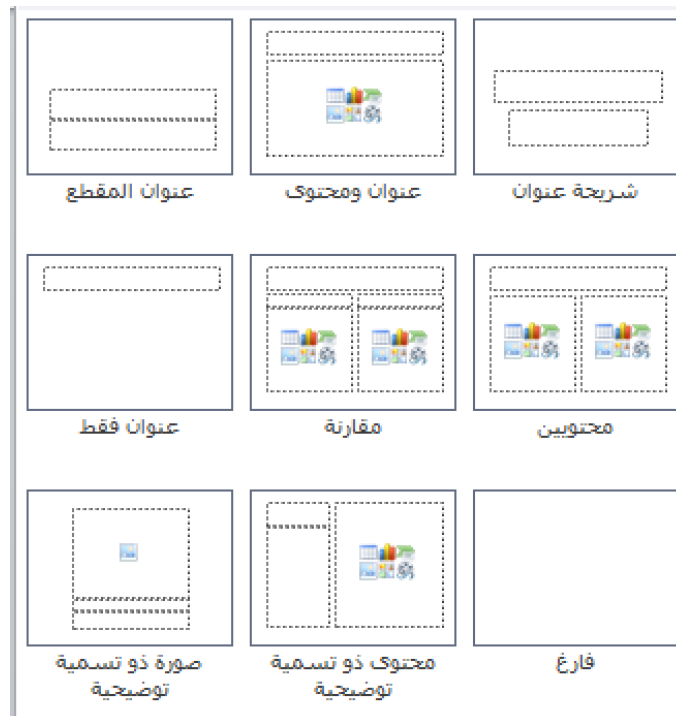 شريحة عنوان
عنوان ومحتوى
عنوان المقطع
محتويين
مقارنة
عنوان فقط
فارغ
محتوى ذو تسمية
توضيحية
صورة ذو تسمية
توضيحية